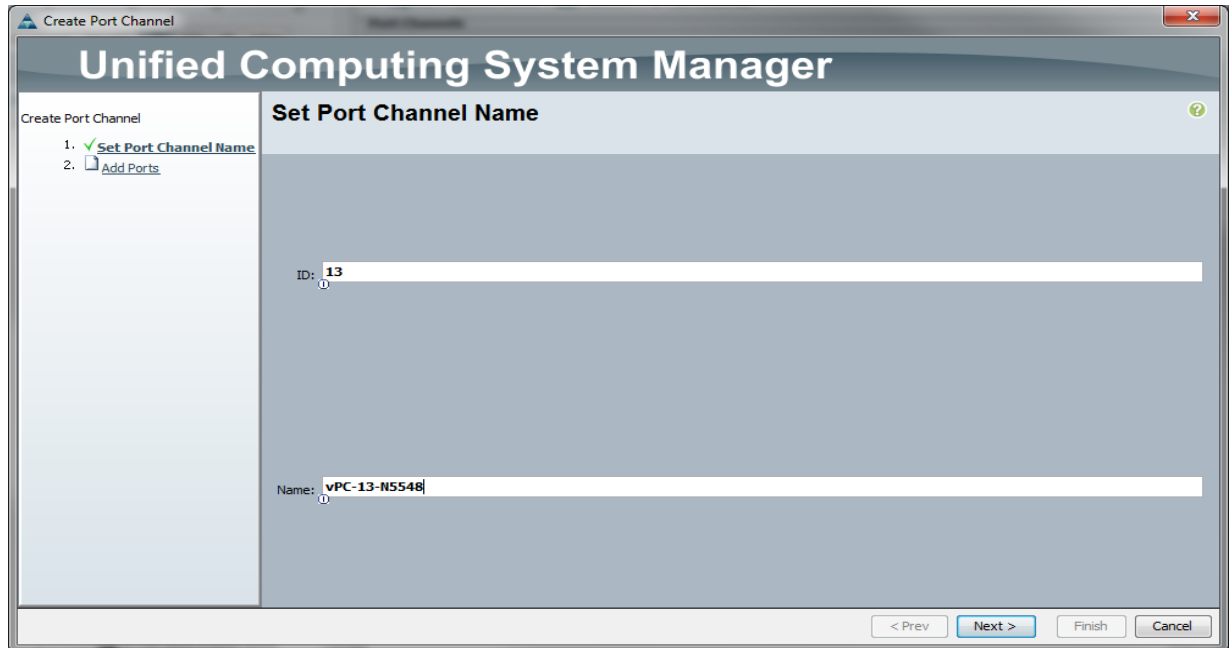 Create Port Channel
Unified Computing System Manager
Create Port Channel
1. Set Port Channel Name
2. Add Ports
Set Port Channel Name
ID: 13
Name: vPC-13-N5548
< Prev Next > Finish Cancel